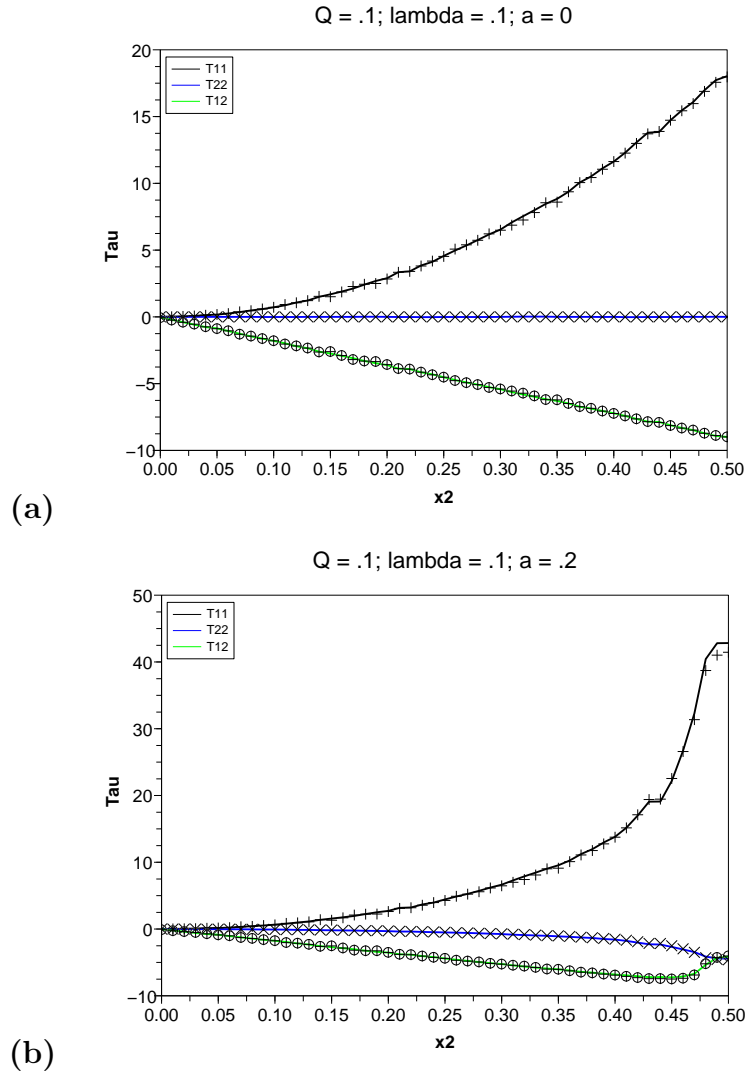 Q = .1; lambda = .1; a = 0
20
T11
T22
T12
15
10
Tau
5
0
−5
−10
0.00 0.05 0.10 0.15 0.20 0.25 0.30 0.35 0.40 0.45 0.50
x2
(a)
Q = .1; lambda = .1; a = .2
50
T11
T22
T12
40
30
20
Tau
10
0
−10
0.00 0.05 0.10 0.15 0.20 0.25 0.30 0.35 0.40 0.45 0.50
x2
(b)